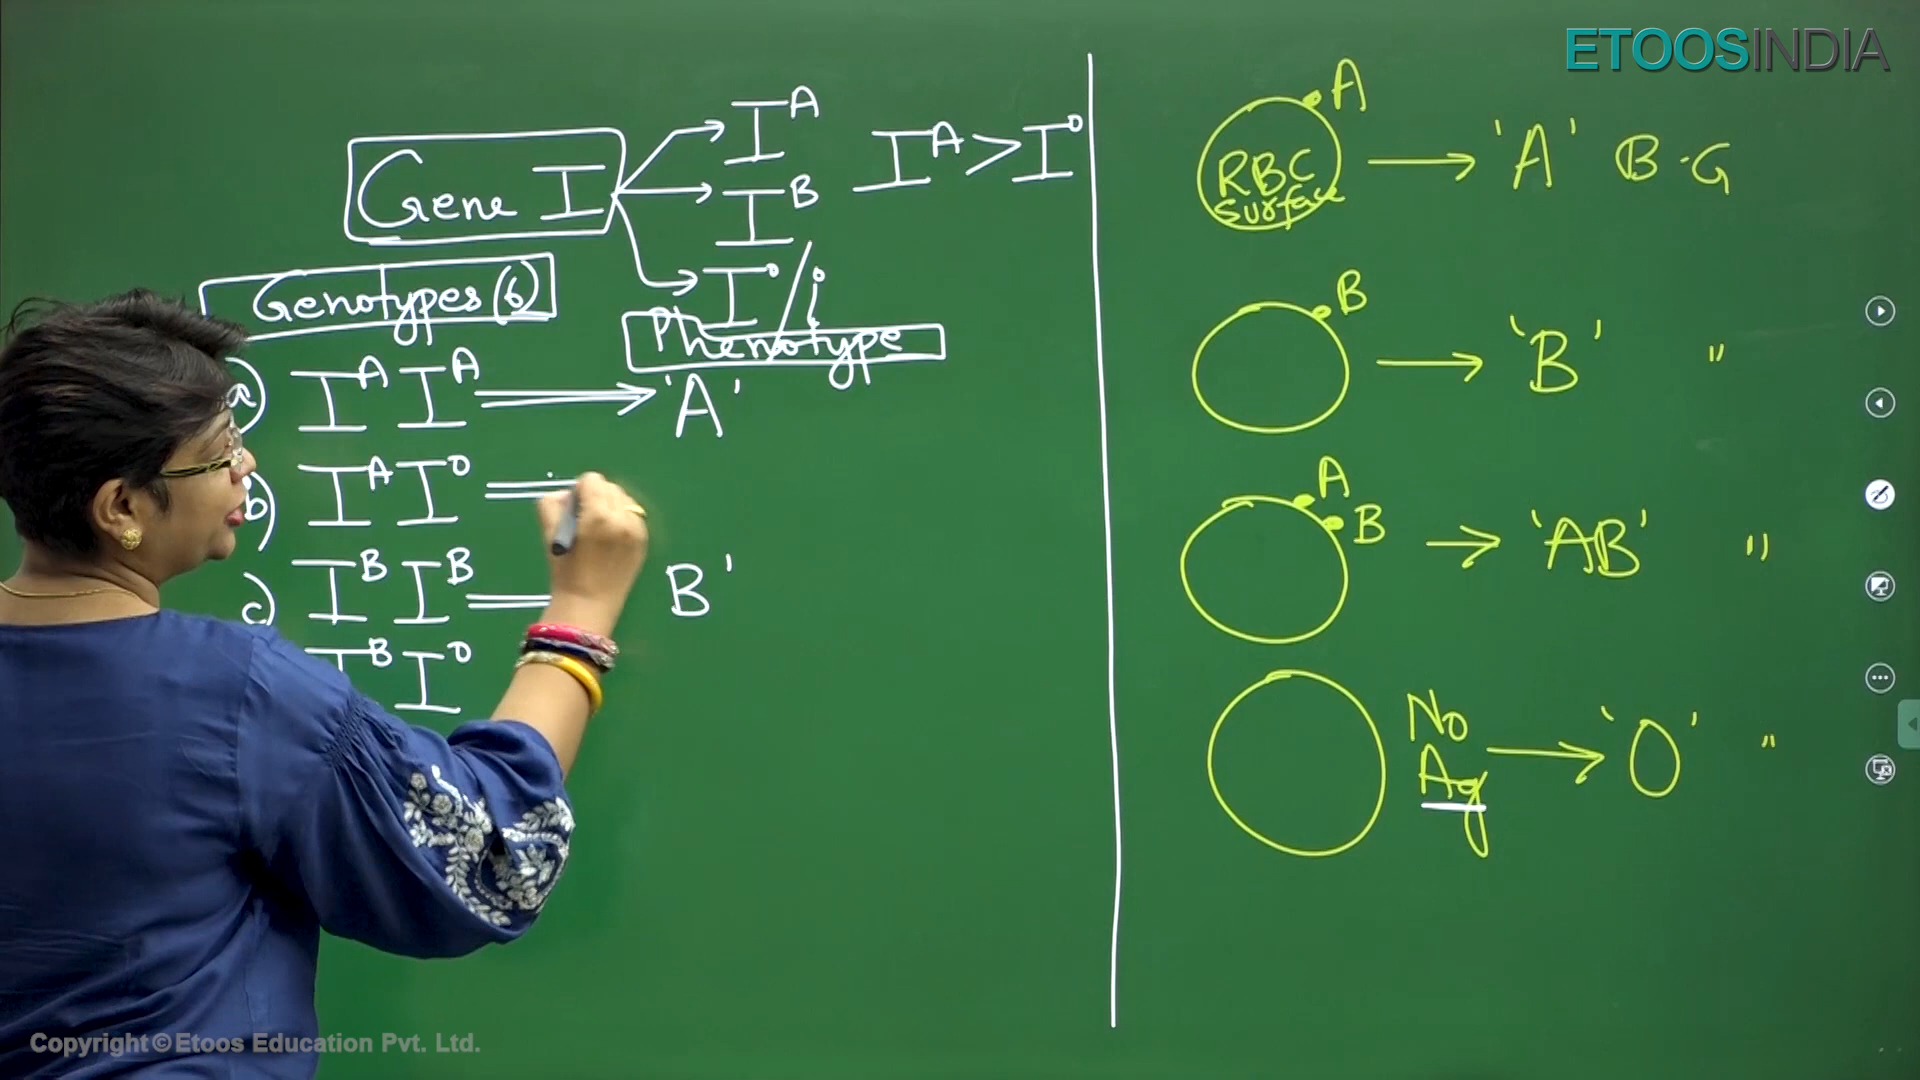 ETOOSINDIA
Gene I
I^A
I^B
I^o/i^o
I^A > I^o
Genotypes (6)
Phenotype
a) I^A I^A ⟹ 'A'
b) I^A I^o
c) I^B I^B B'
I^B I^o
A
RBC
surface
→ 'A' B.G
B
→ 'B' "
A
B
→ 'AB' "
No
Ag
→ 'O' "
Copyright © Etoos Education Pvt. Ltd.